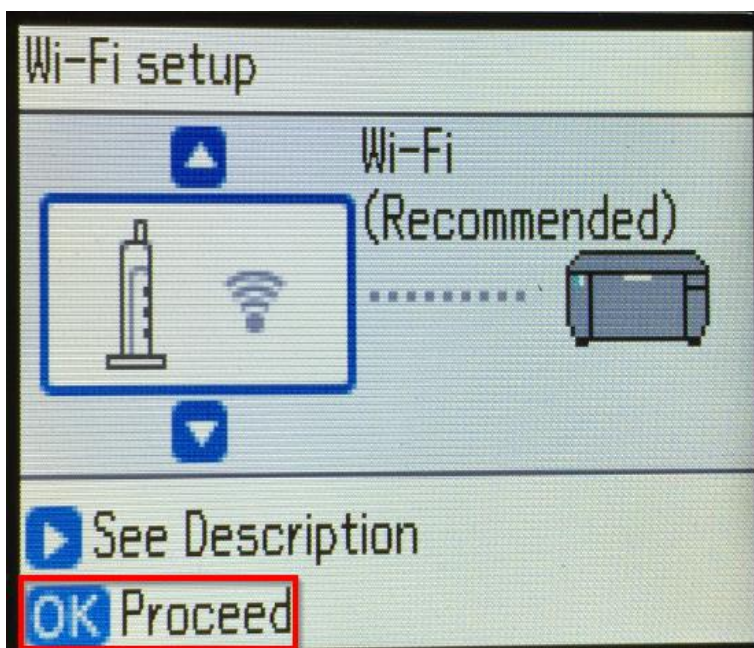 Wi-Fi setup
Wi-Fi
(Recommended)
See Description
OK Proceed